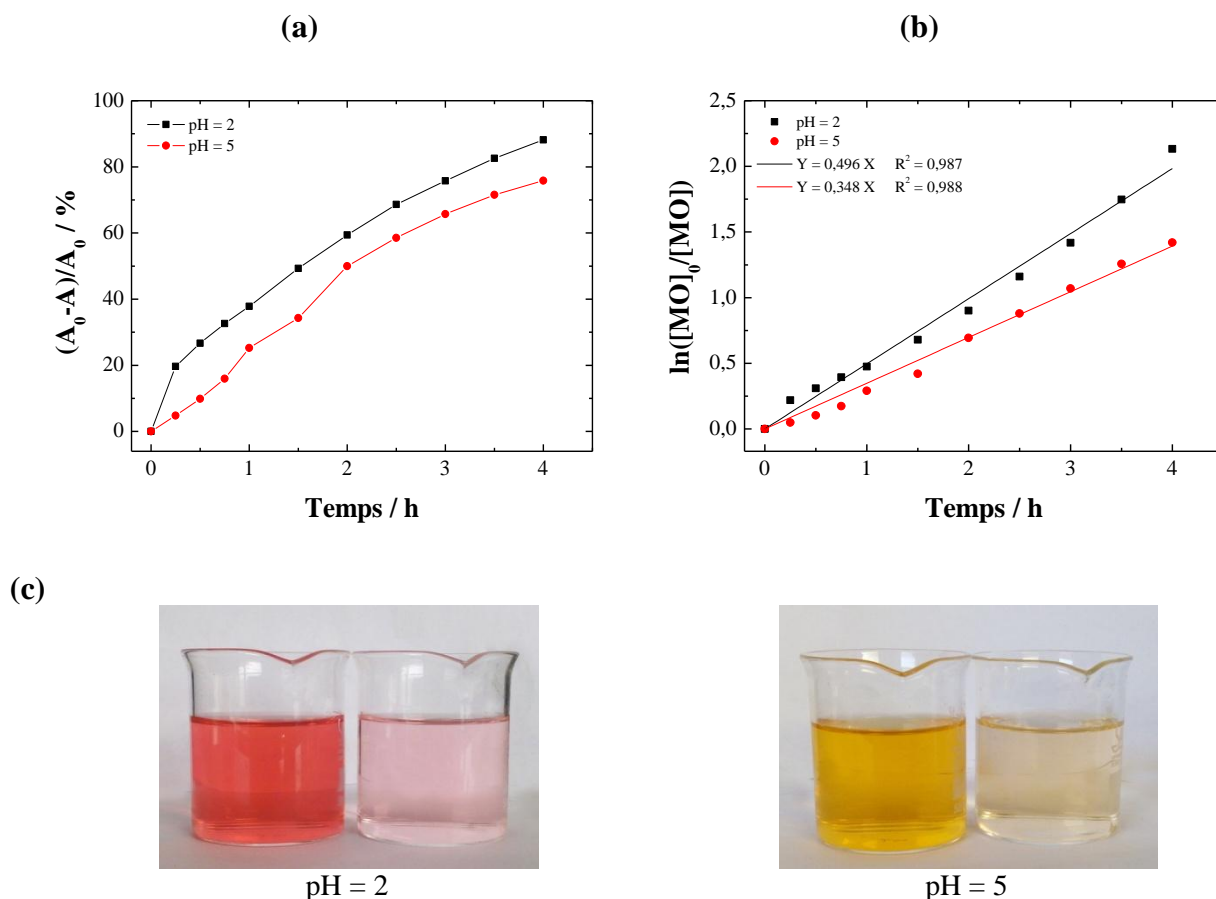 (a)
(A₀-A)/A₀ / %
100
80
60
40
20
0
pH = 2
pH = 5
0 1 2 3 4
Temps / h
(b)
ln([MO]₀/[MO])
2,5
2,0
1,5
1,0
0,5
0,0
pH = 2
pH = 5
Y = 0,496 X R² = 0,987
Y = 0,348 X R² = 0,988
0 1 2 3 4
Temps / h
(c)
pH = 2
pH = 5